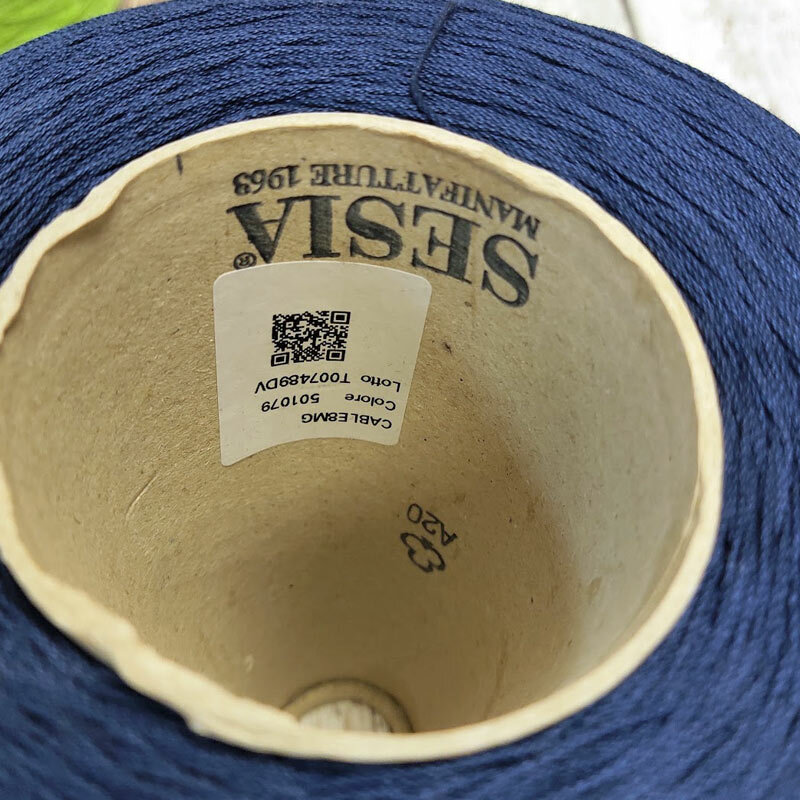 SESIA®
MANIFATTURE 1963
CABLE8MG
Colore 501079
Lotto T007489DV
A20